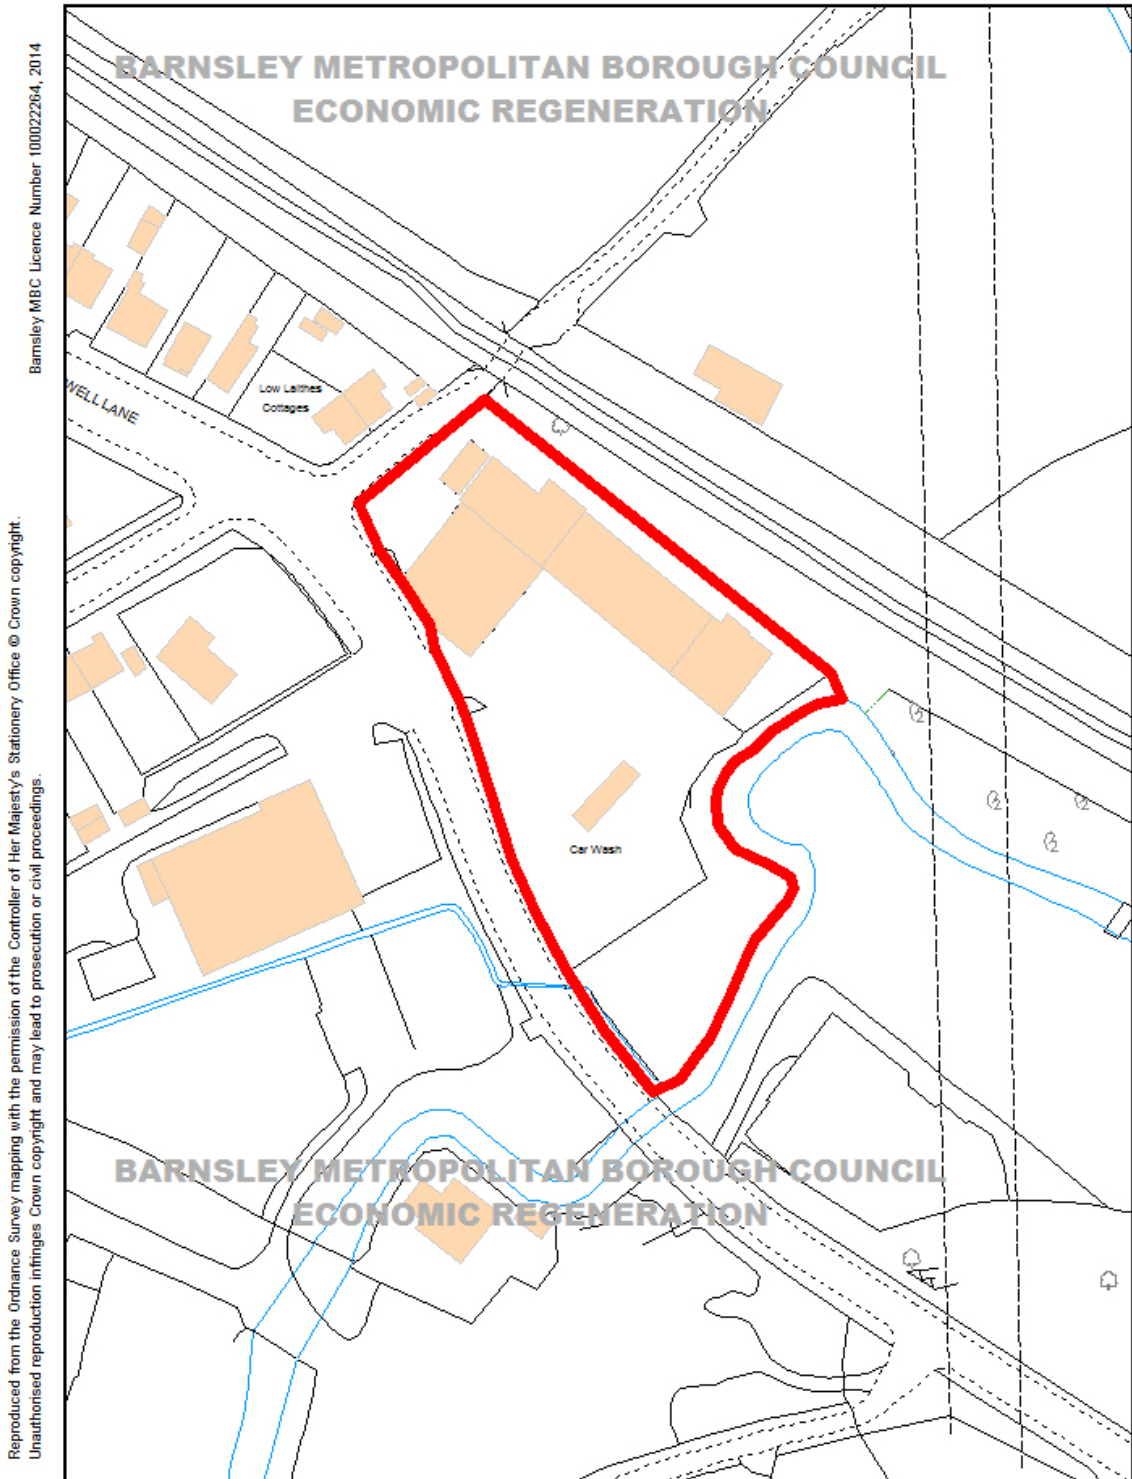 BARNSLEY METROPOLITAN BOROUGH COUNCIL
ECONOMIC REGENERATION
Barnsley MBC Licence Number 100022264, 2014
Low Laithes
Cottages
WELL LANE
Car Wash
Reproduced from the Ordnance Survey mapping with the permission of the Controller of Her Majesty's Stationery Office © Crown copyright.
Unauthorised reproduction infringes Crown copyright and may lead to prosecution or civil proceedings.
BARNSLEY METROPOLITAN BOROUGH COUNCIL
ECONOMIC REGENERATION